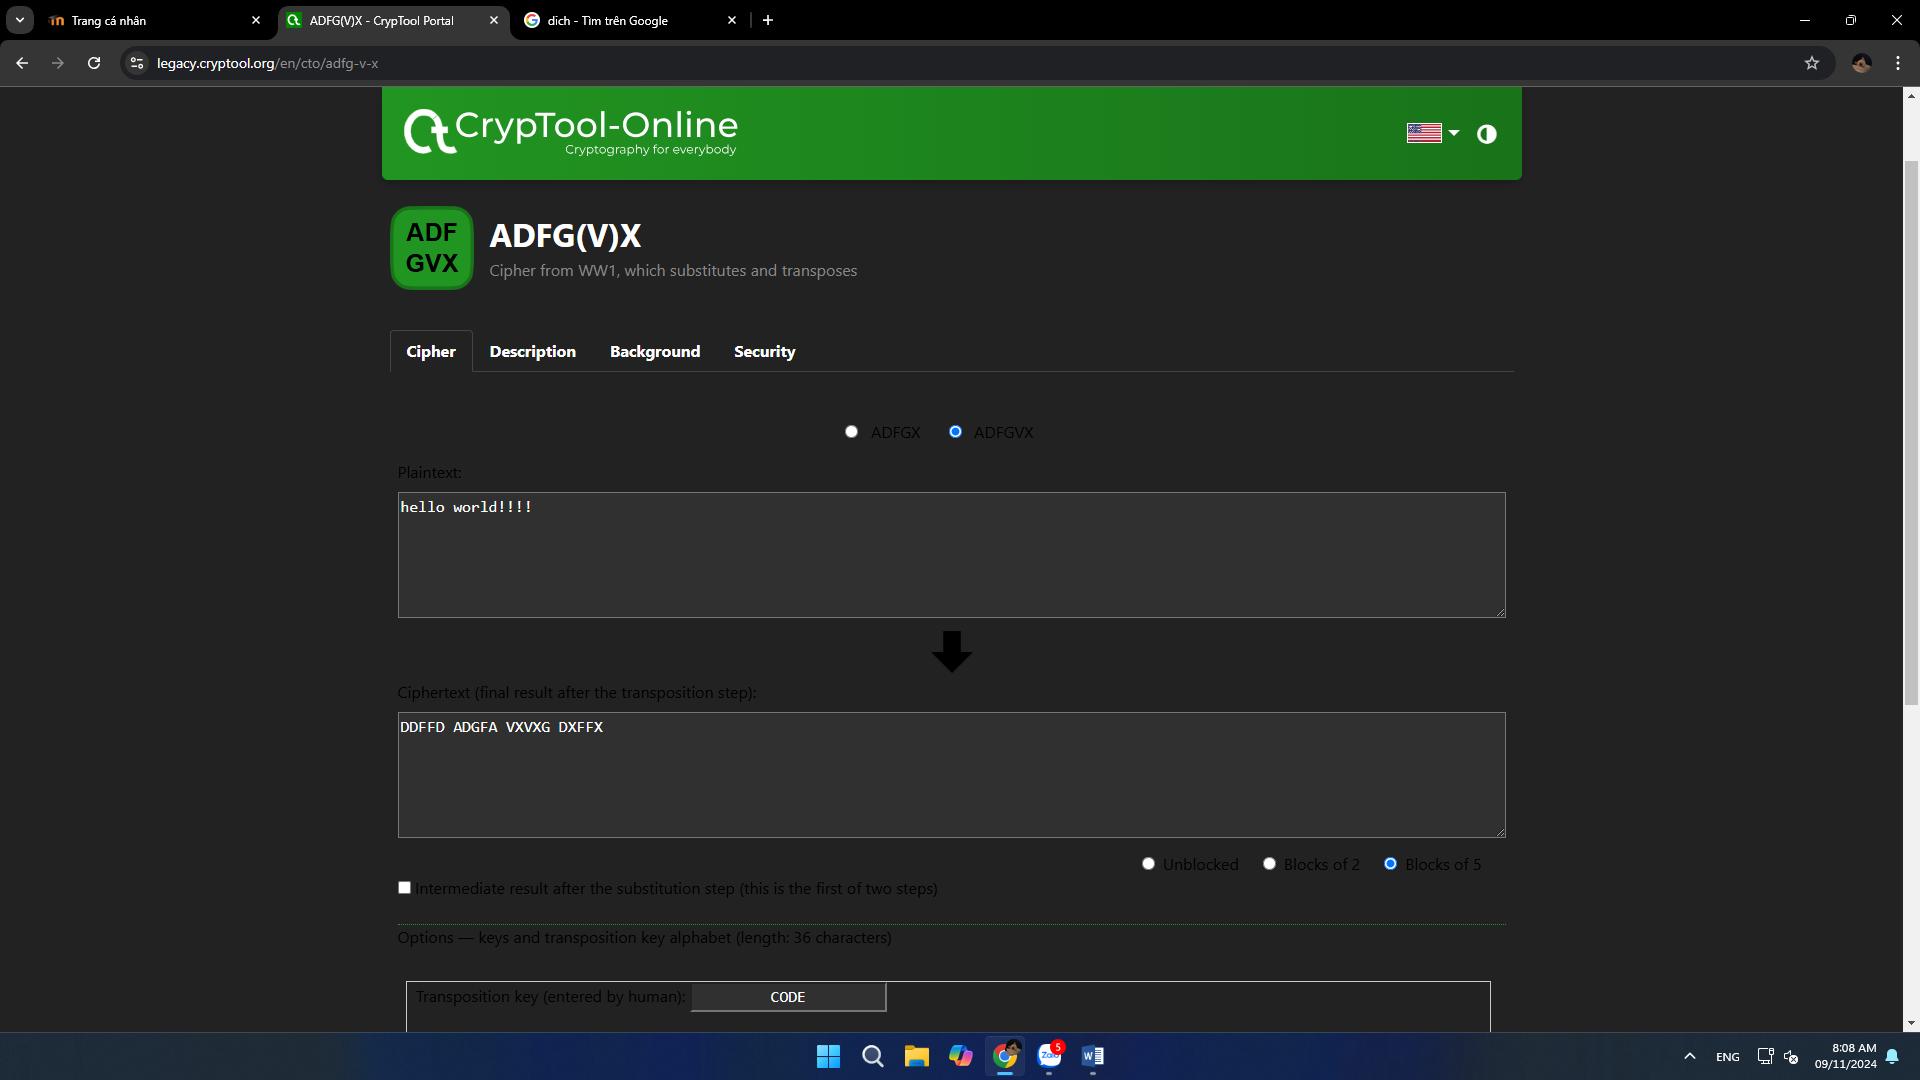 Trang cá nhân
ADFG(V)X - CrypTool Portal
dich - Tìm trên Google
legacy.cryptool.org/en/cto/adfg-v-x
CrypTool-Online
Cryptography for everybody
ADF
GVX
ADFG(V)X
Cipher from WW1, which substitutes and transposes
Cipher
Description
Background
Security
ADFGX
ADFGVX
Plaintext:
hello world!!!!
Ciphertext (final result after the transposition step):
DDFFD ADGFA VXVXG DXFFX
Unblocked
Blocks of 2
Blocks of 5
Intermediate result after the substitution step (this is the first of two steps)
Options — keys and transposition key alphabet (length: 36 characters)
Transposition key (entered by human): CODE
Zalo
5
ENG
8:08 AM
09/11/2024